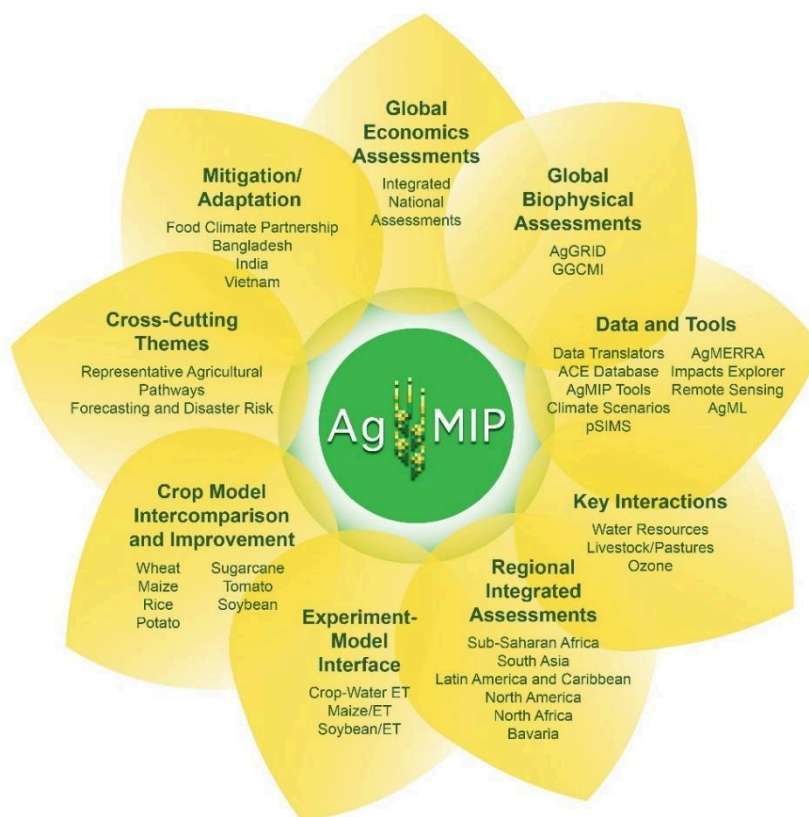 Global
Economics
Assessments
Integrated
National
Assessments
Global
Biophysical
Assessments
AgGRID
GGCMI
Data and Tools
Data Translators
ACE Database
AgMIP Tools
Climate Scenarios
pSIMS
AgMERRA
Impacts Explorer
Remote Sensing
AgML
Key Interactions
Water Resources
Livestock/Pastures
Ozone
Regional
Integrated
Assessments
Sub-Saharan Africa
South Asia
Latin America and Caribbean
North America
North Africa
Bavaria
Experiment-
Model
Interface
Crop-Water ET
Maize/ET
Soybean/ET
Crop Model
Intercomparison
and Improvement
Wheat
Maize
Rice
Potato
Sugarcane
Tomato
Soybean
Cross-Cutting
Themes
Representative Agricultural
Pathways
Forecasting and Disaster Risk
Mitigation/
Adaptation
Food Climate Partnership
Bangladesh
India
Vietnam
Ag MIP